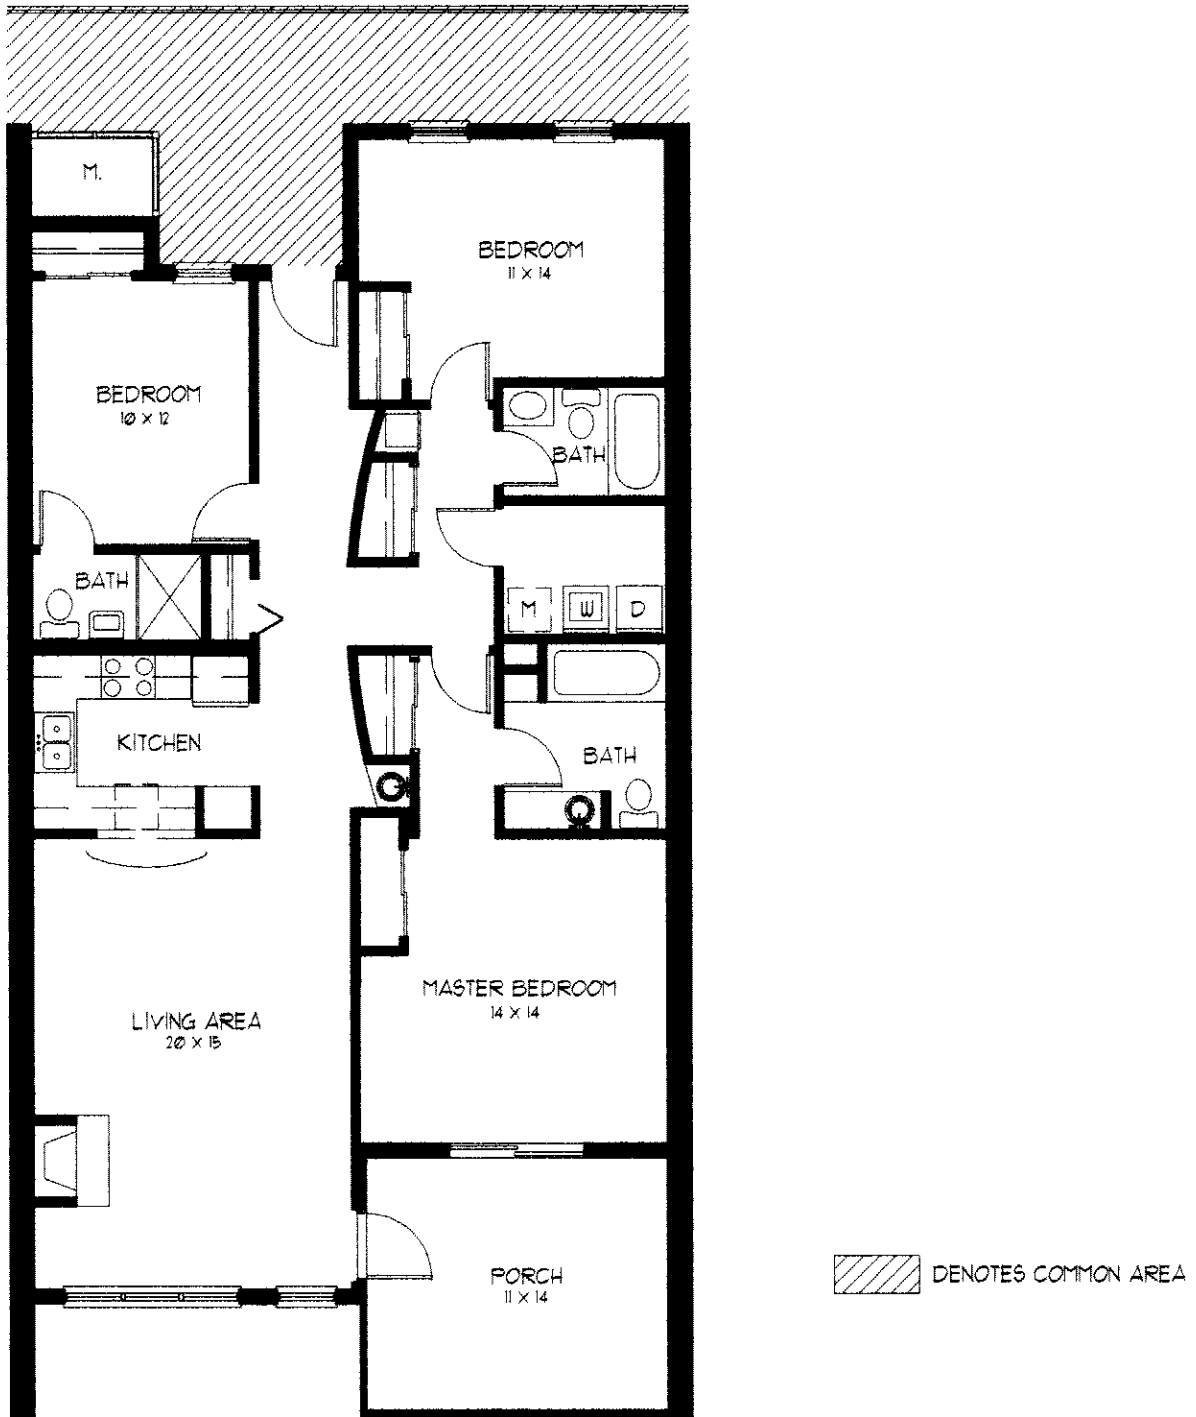 M.
BEDROOM
11 X 14
BEDROOM
10 X 12
BATH
BATH
M
W
D
KITCHEN
BATH
MASTER BEDROOM
14 X 14
LIVING AREA
20 X 15
PORCH
11 X 14
DENOTES COMMON AREA